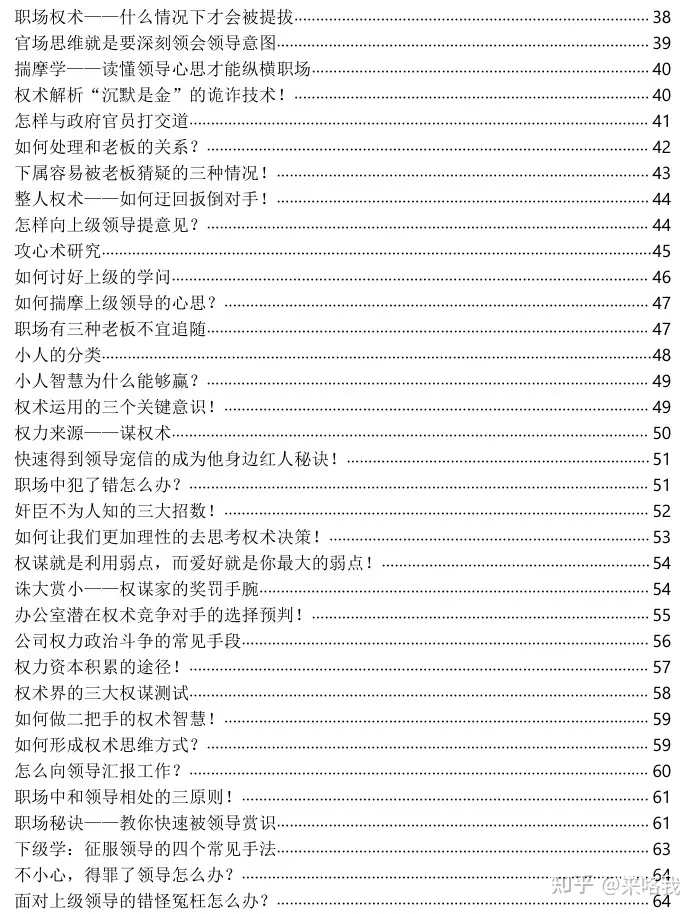 职场权术——什么情况下才会被提拔 38
官场思维就是要深刻领会领导意图 39
揣摩学——读懂领导心思才能纵横职场 40
权术解析“沉默是金”的诡诈技术！ 40
怎样与政府官员打交道 41
如何处理和老板的关系？ 42
下属容易被老板猜疑的三种情况！ 43
整人权术——如何迂回扳倒对手！ 44
怎样向上级领导提意见？ 44
攻心术研究 45
如何讨好上级的学问 46
如何揣摩上级领导的心思？ 47
职场有三种老板不宜追随 47
小人的分类 48
小人智慧为什么能够赢？ 49
权术运用的三个关键意识！ 49
权力来源——谋权术 50
快速得到领导宠信的成为他身边红人秘诀！ 51
职场中犯了错怎么办？ 51
奸臣不为人知的三大招数！ 52
如何让我们更加理性的去思考权术决策！ 53
权谋就是利用弱点，而爱好就是你最大的弱点！ 54
诛大赏小——权谋家的奖罚手腕 54
办公室潜在权术竞争对手的选择预判！ 55
公司权力政治斗争的常见手段 56
权力资本积累的途径！ 57
权术界的三大权谋测试 58
如何做二把手的权术智慧！ 59
如何形成权术思维方式？ 59
怎么向领导汇报工作？ 60
职场中和领导相处的三原则！ 61
职场秘诀——教你快速被领导赏识 61
下级学：征服领导的四个常见手法 63
不小心，得罪了领导怎么办？ 64
面对上级领导的错怪冤枉怎么办？ 64
知乎 @来咯我